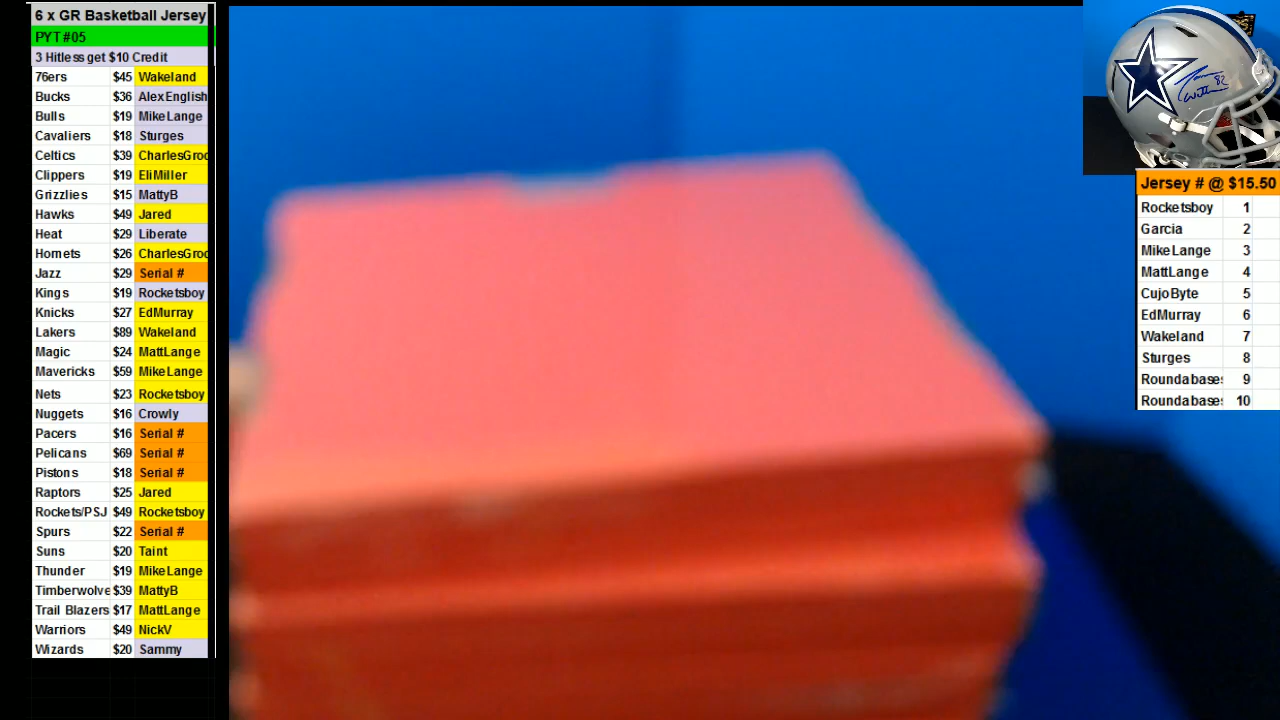 6 x GR Basketball Jersey
PYT #05
3 Hitless get $10 Credit
76ers $45 Wakeland
Bucks $36 AlexEnglish
Bulls $19 MikeLange
Cavaliers $18 Sturges
Celtics $39 CharlesGroo
Clippers $19 EliMiller
Grizzlies $15 MattyB
Hawks $49 Jared
Heat $29 Liberate
Hornets $26 CharlesGroo
Jazz $29 Serial #
Kings $19 Rocketsboy
Knicks $27 EdMurray
Lakers $89 Wakeland
Magic $24 MattLange
Mavericks $59 MikeLange
Nets $23 Rocketsboy
Nuggets $16 Crowly
Pacers $16 Serial #
Pelicans $69 Serial #
Pistons $18 Serial #
Raptors $25 Jared
Rockets/PSJ $49 Rocketsboy
Spurs $22 Serial #
Suns $20 Taint
Thunder $19 MikeLange
Timberwolve $39 MattyB
Trail Blazers $17 MattLange
Warriors $49 NickV
Wizards $20 Sammy
82
Jersey # @ $15.50
Rocketsboy 1
Garcia 2
MikeLange 3
MattLange 4
CujoByte 5
EdMurray 6
Wakeland 7
Sturges 8
Roundabase 9
Roundabase 10